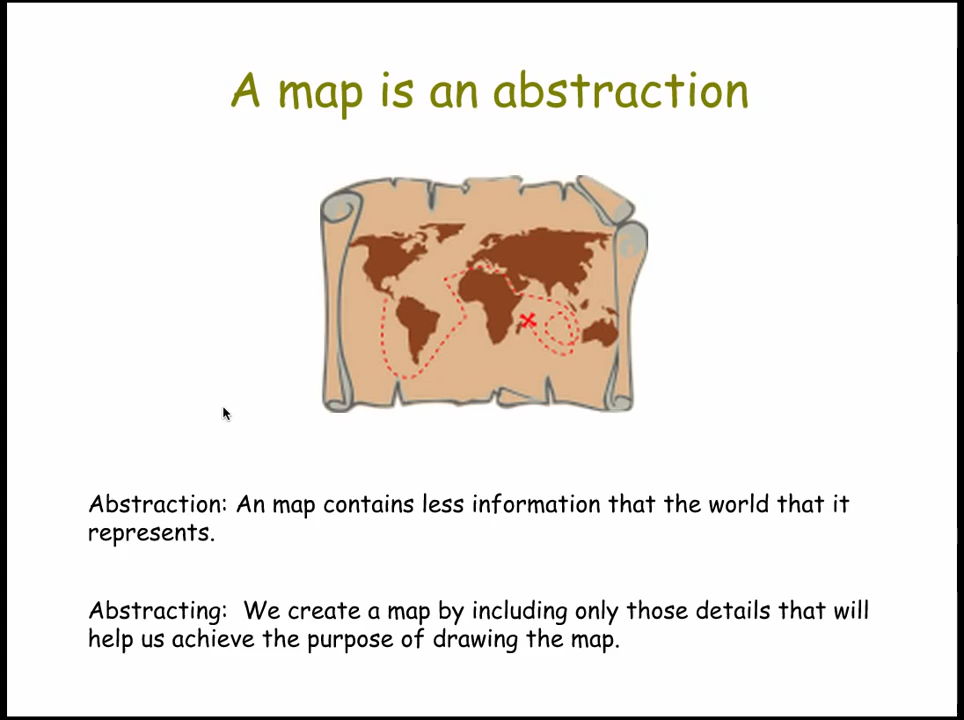 A map is an abstraction
Abstraction: An map contains less information that the world that it
represents.
Abstracting:  We create a map by including only those details that will
help us achieve the purpose of drawing the map.